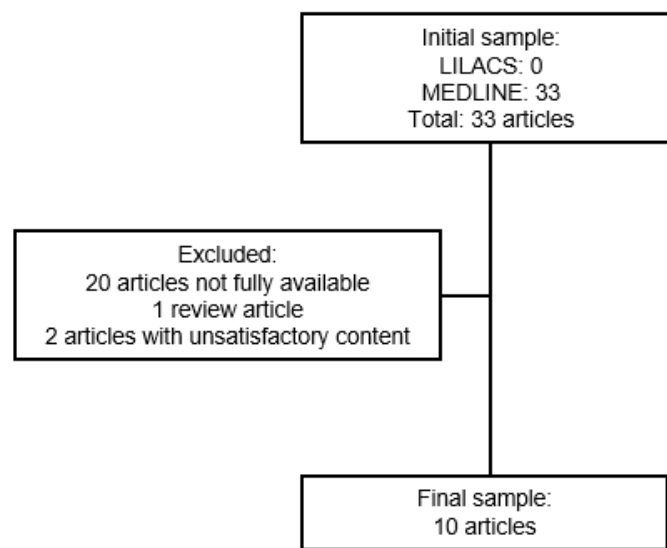 Initial sample:
LILACS: 0
MEDLINE: 33
Total: 33 articles
Excluded:
20 articles not fully available
1 review article
2 articles with unsatisfactory content
Final sample:
10 articles